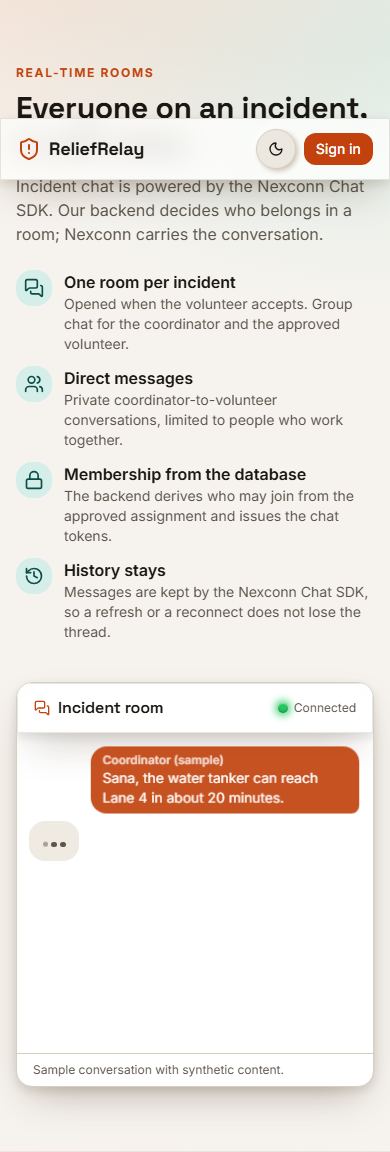 REAL-TIME ROOMS
Everyone on an incident,
ReliefRelay
Sign in
Incident chat is powered by the Nexconn Chat
SDK. Our backend decides who belongs in a
room; Nexconn carries the conversation.
One room per incident
Opened when the volunteer accepts. Group
chat for the coordinator and the approved
volunteer.
Direct messages
Private coordinator-to-volunteer
conversations, limited to people who work
together.
Membership from the database
The backend derives who may join from the
approved assignment and issues the chat
tokens.
History stays
Messages are kept by the Nexconn Chat SDK,
so a refresh or a reconnect does not lose the
thread.
Incident room
Connected
Coordinator (sample)
Sana, the water tanker can reach
Lane 4 in about 20 minutes.
Sample conversation with synthetic content.